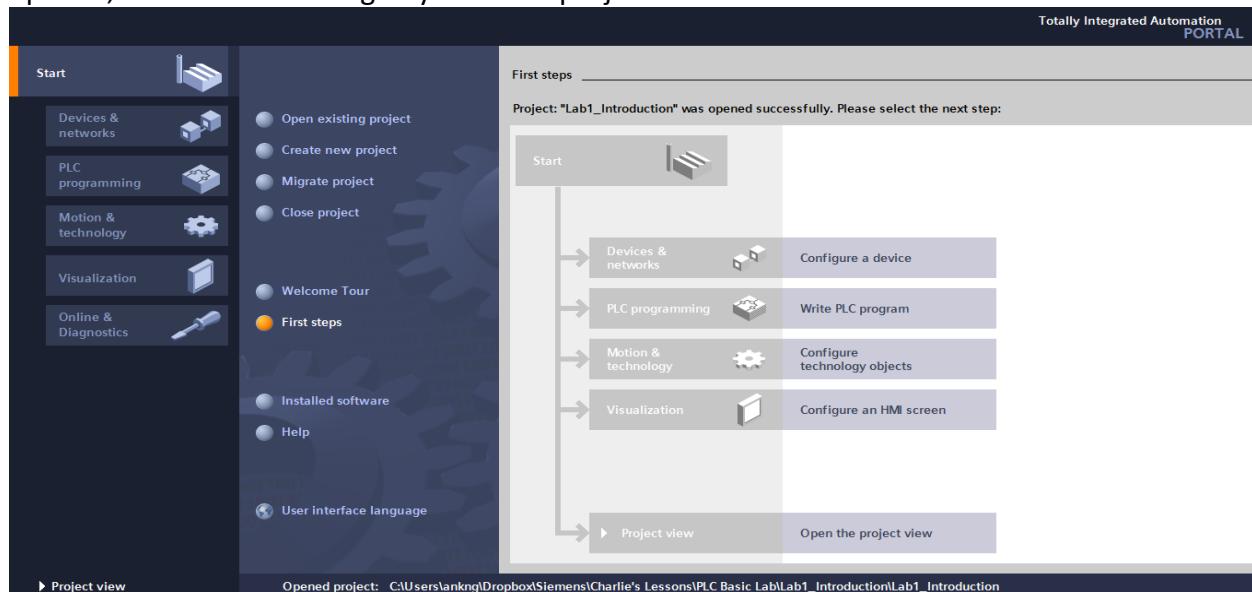 Totally Integrated Automation
PORTAL
Start
Devices &
networks
PLC
programming
Motion &
technology
Visualization
Online &
Diagnostics
Open existing project
Create new project
Migrate project
Close project
Welcome Tour
First steps
Installed software
Help
User interface language
First steps
Project: "Lab1_Introduction" was opened successfully. Please select the next step:
Start
Devices &
networks
Configure a device
PLC programming
Write PLC program
Motion &
technology
Configure
technology objects
Visualization
Configure an HMI screen
Project view
Open the project view
Project view
Opened project: C:\Users\ankng\Dropbox\Siemens\Charlie's Lessons\PLC Basic Lab\Lab1_Introduction\Lab1_Introduction